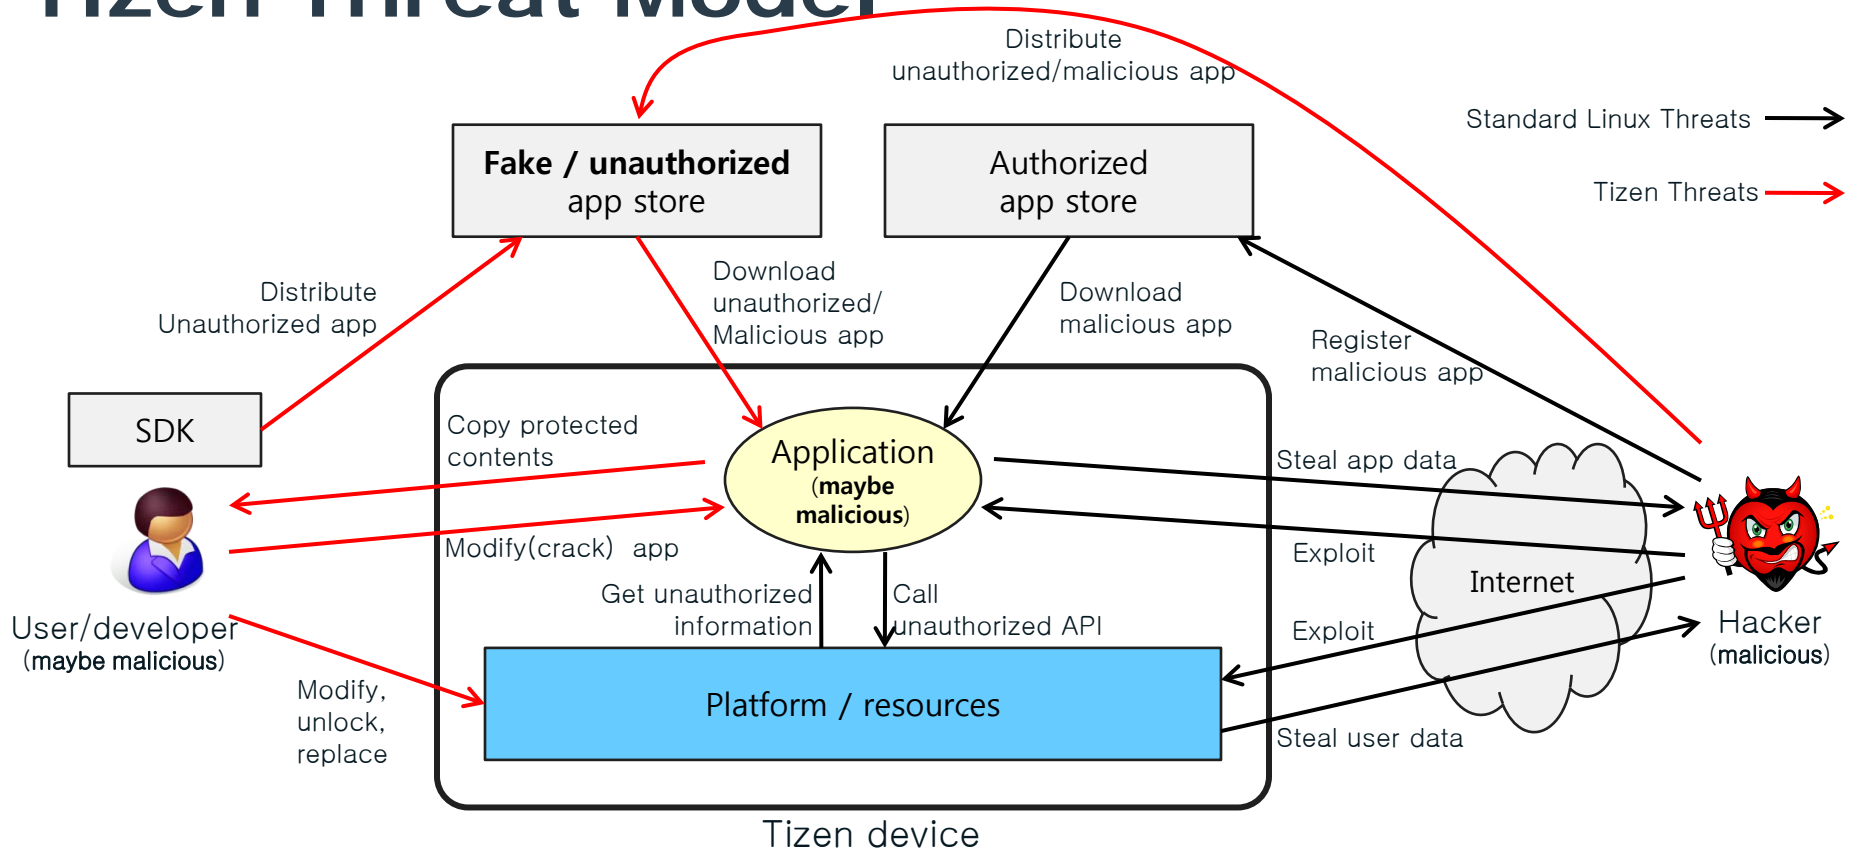 Tizen Threat Model
Distribute
unauthorized/malicious app
Standard Linux Threats
Tizen Threats
Fake / unauthorized
app store
Authorized
app store
Distribute
Unauthorized app
Download
unauthorized/
Malicious app
Download
malicious app
Register
malicious app
SDK
Copy protected
contents
Application
(maybe
malicious)
Steal app data
Modify(crack) app
Exploit
Internet
Get unauthorized
information
Call
unauthorized API
Exploit
User/developer
(maybe malicious)
Hacker
(malicious)
Modify,
unlock,
replace
Platform / resources
Steal user data
Tizen device